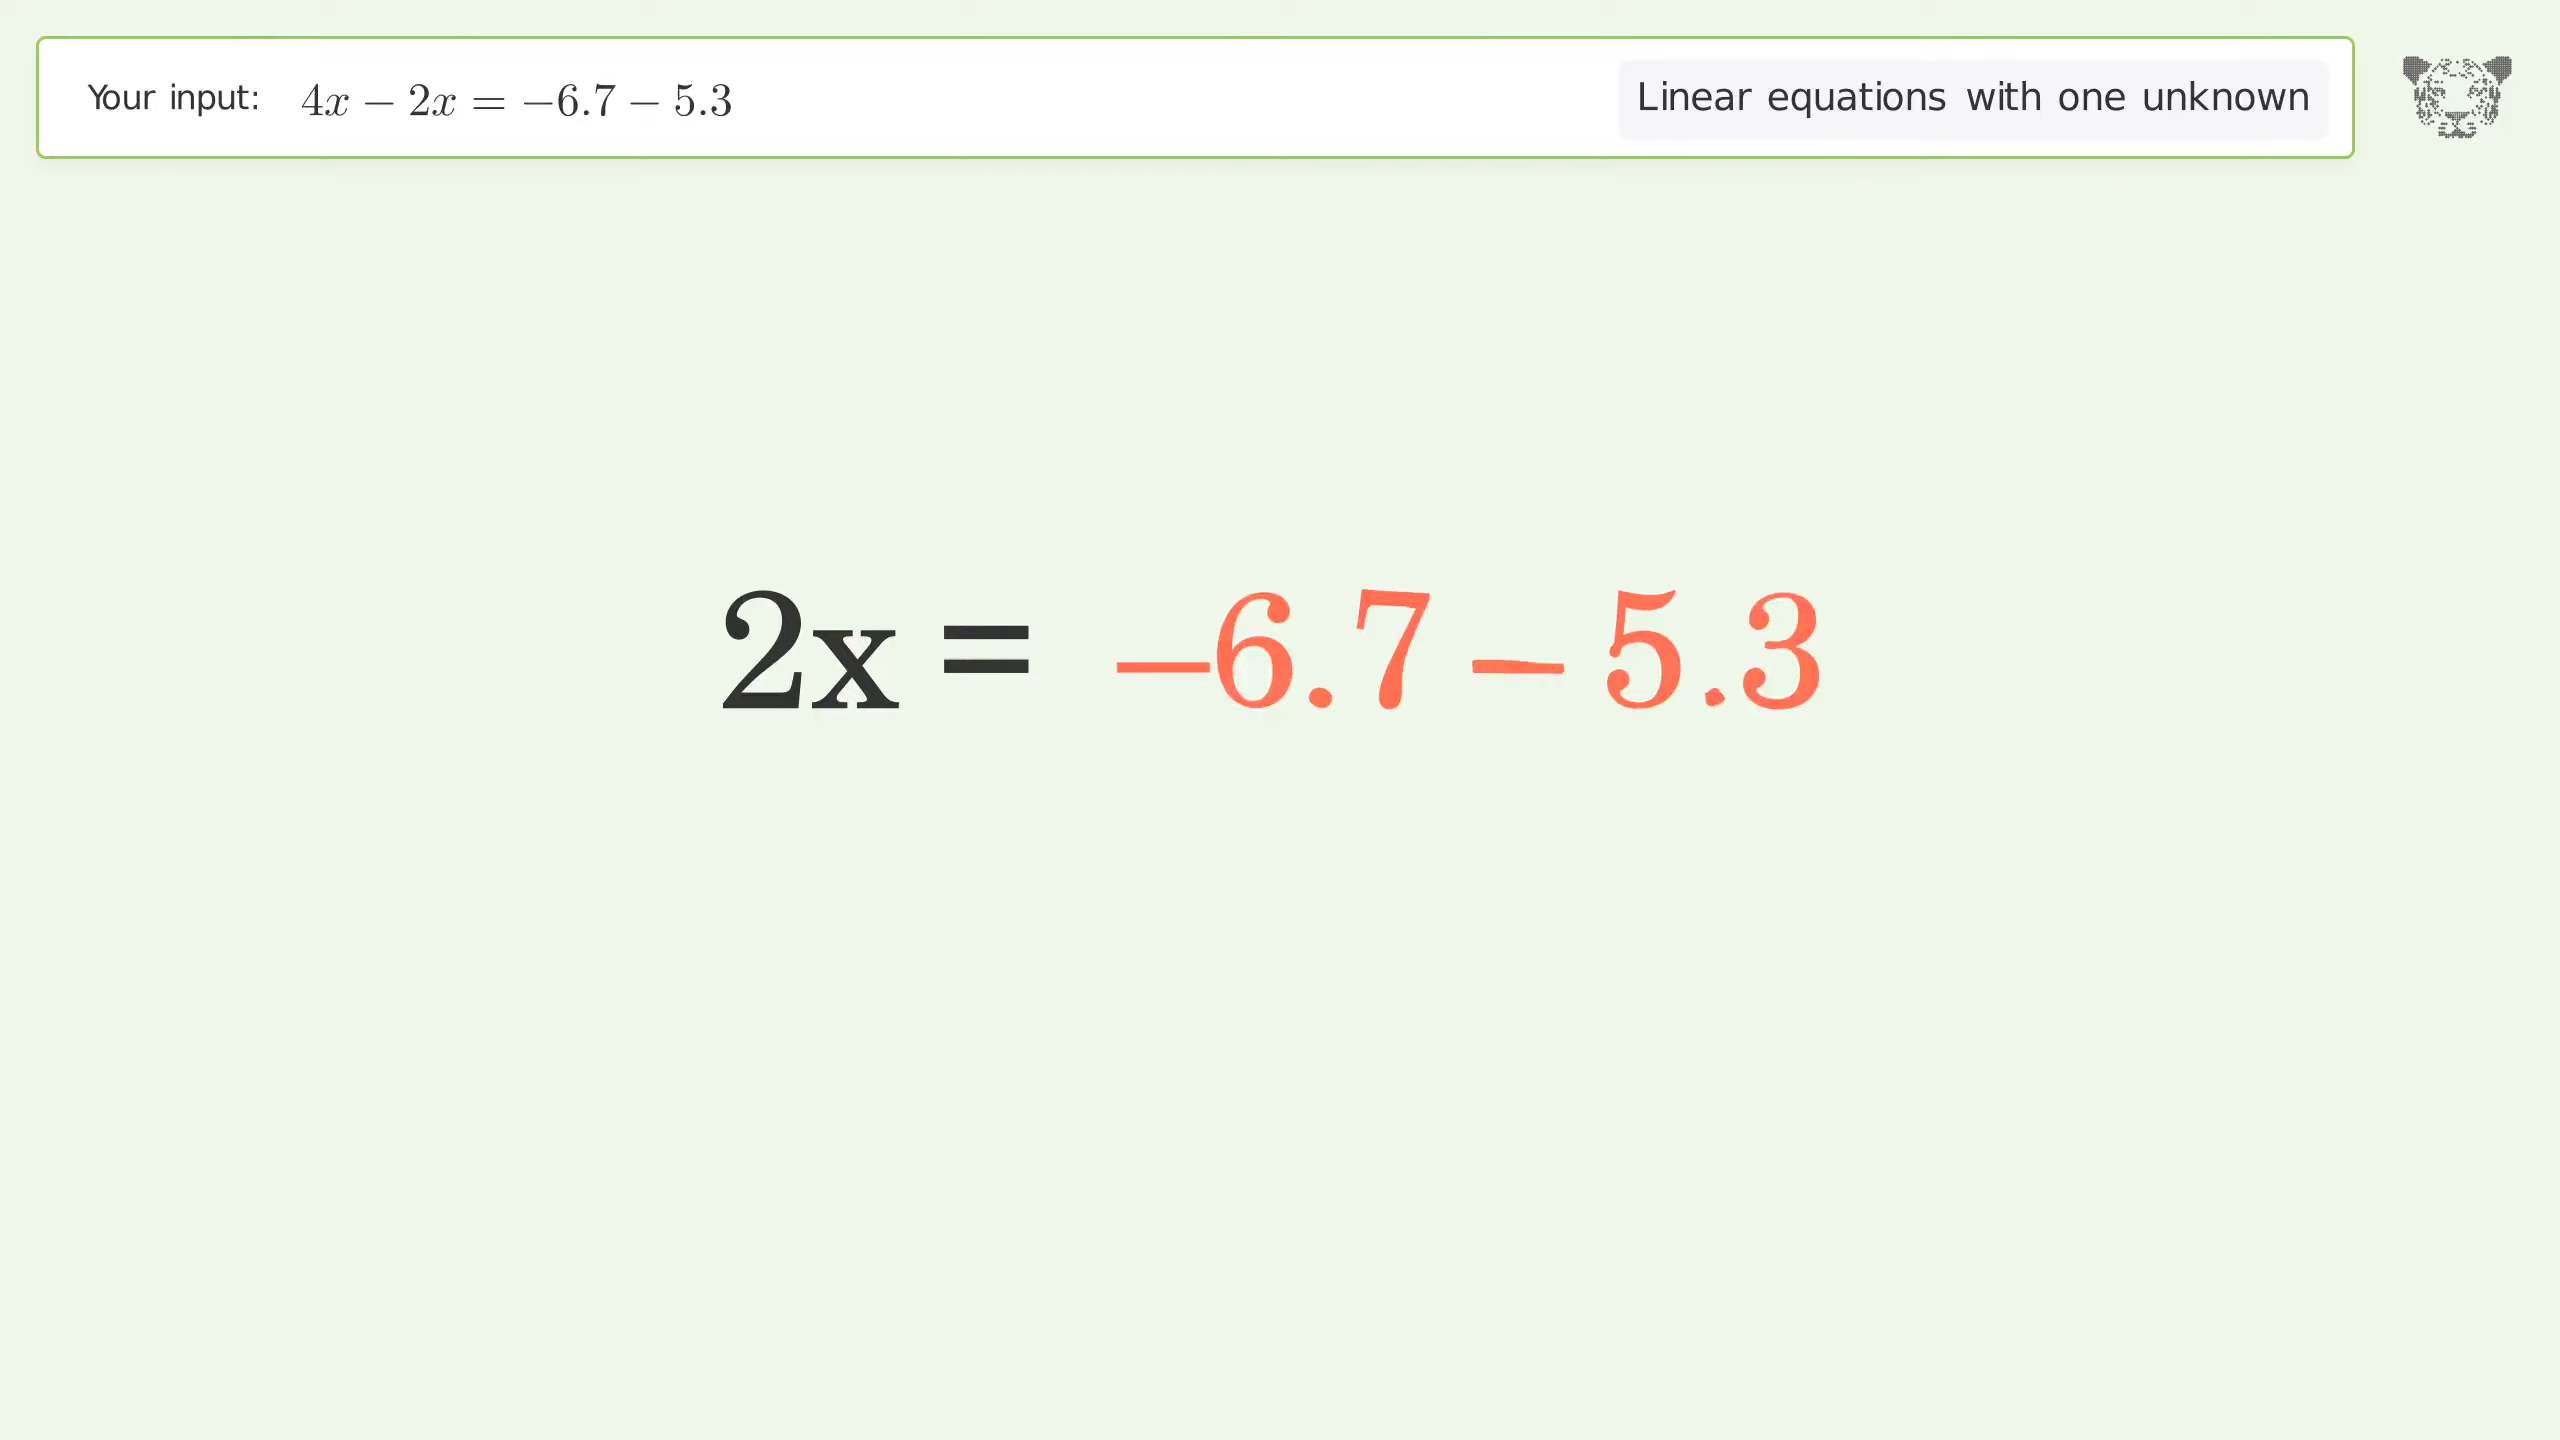 Your input: 4x − 2x = −6.7 − 5.3
Linear equations with one unknown
2x = −6.7 − 5.3